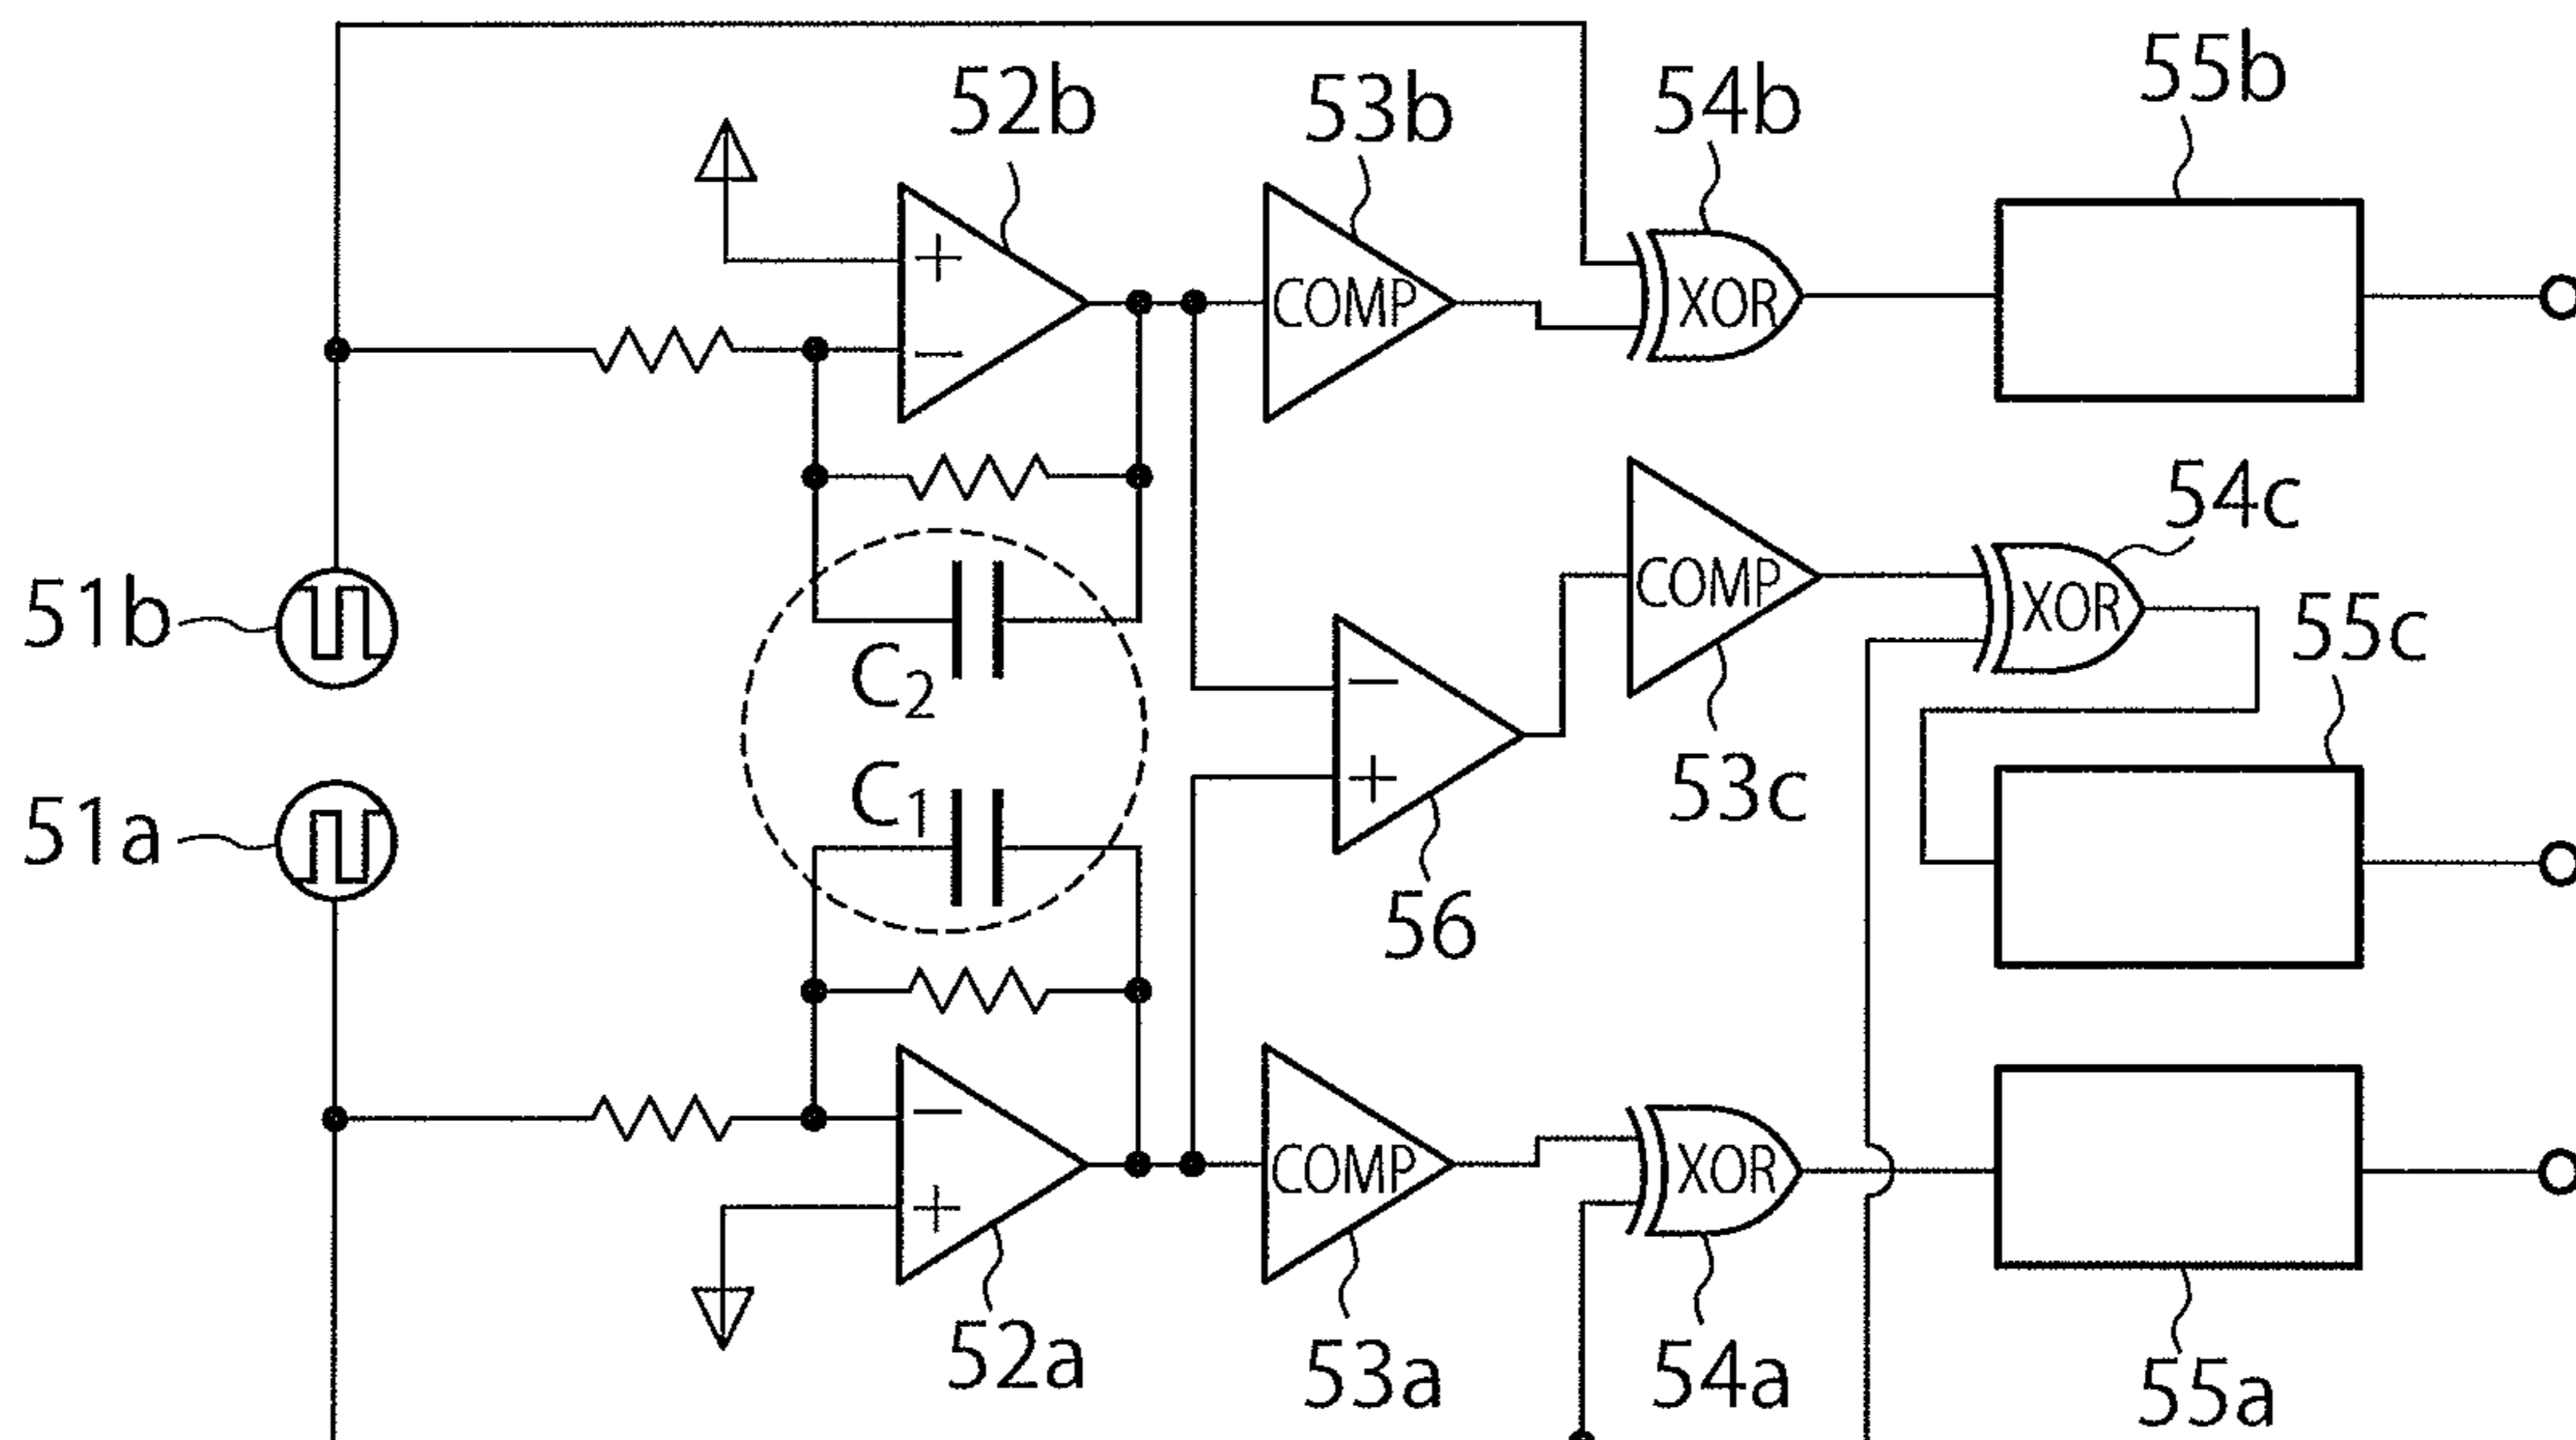 55b
52b
53b
54b
+
COMP
XOR
−
54c
COMP
XOR
51b
55c
C2
−
C1
+
53c
51a
56
−
COMP
XOR
+
52a
53a
54a
55a